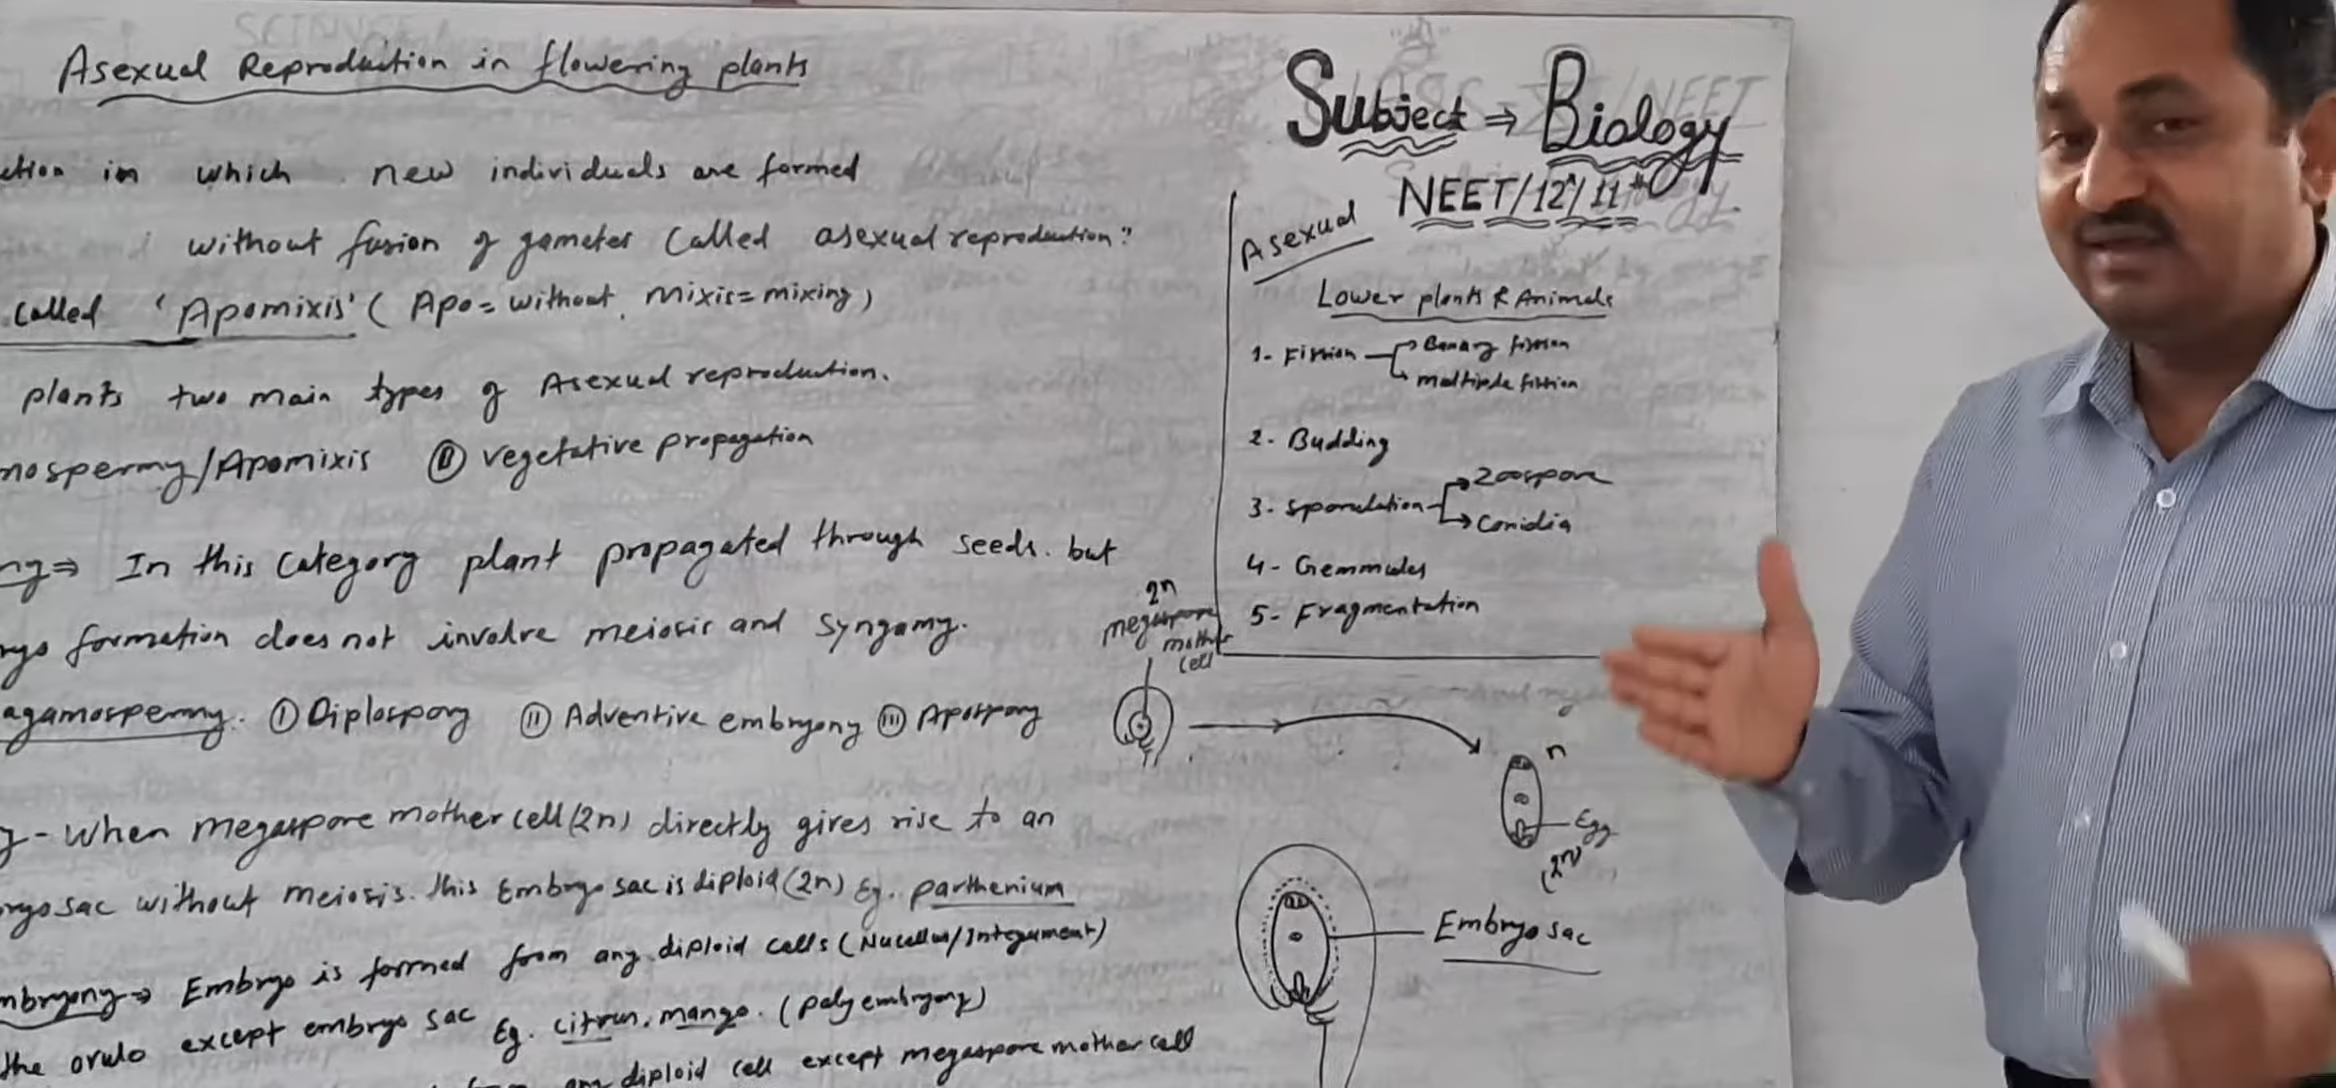 Asexual Reproduction in flowering plants
ction in which new individuals are formed
without fusion of gametes called asexual reproduction"
called 'Apomixis' ( Apo = without, Mixis = mixing )
plants two main types of Asexual reproduction.
mospermy/Apomixis II vegetative propagation
ny ⇒ In this category plant propagated through seeds. but
ryo formation does not involve meiosis and syngamy.
agamospermy. I Diplospory II Adventive embryony III Apospory
y - When megaspore mother cell (2n) directly gives rise to an
ryo sac without meiosis. this Embryo sac is diploid (2n) Eg. parthenium
mbryony ⇒ Embryo is formed from any diploid cells ( Nucellus/Integument )
the ovule except embryo sac Eg. citrus, mango. ( polyembryony )
any diploid cell except megaspore mother cell
Subject ⇒ Biology
NEET/12th/11th
Asexual
Lower plants & Animals
1- Fission → Binary fission
→ multiple fission
2- Budding
3- Sporulation → Zoospore
→ Conidia
4- Gemmules
5- Fragmentation
2n
megaspore
mother
cell
n
Egg
(2n)
Embryo sac